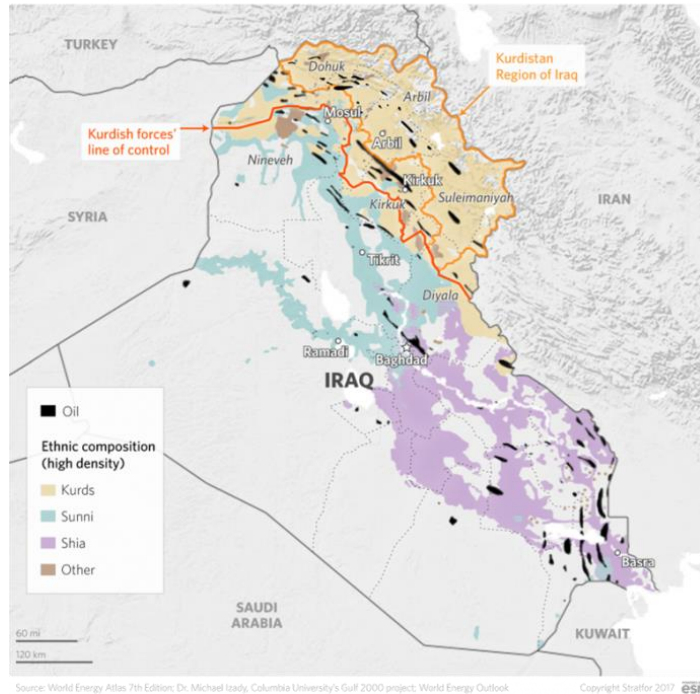 TURKEY
Dohuk
Kurdistan
Region of Iraq
Arbil
Mosul
Kurdish forces'
line of control
Arbil
Nineveh
Kirkuk
Kirkuk
Suleimaniyah
IRAN
SYRIA
Tikrit
Diyala
Ramadi
Baghdad
IRAQ
Oil
Ethnic composition
(high density)
Kurds
Sunni
Shia
Other
Basra
SAUDI
ARABIA
KUWAIT
60 mi
120 km
Source: World Energy Atlas 7th Edition; Dr. Michael Izady, Columbia University's Gulf 2000 project; World Energy Outlook
Copyright Stratfor 2017